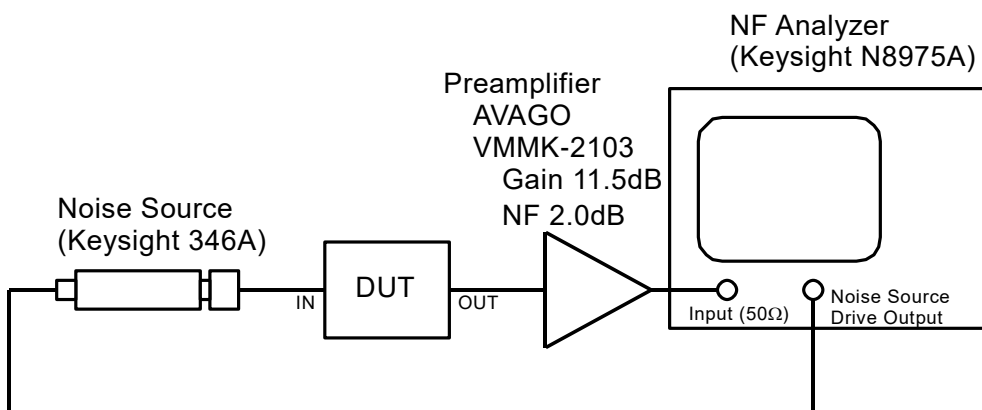 NF Analyzer
(Keysight N8975A)
Preamplifier
AVAGO
VMMK-2103
Gain 11.5dB
NF 2.0dB
Noise Source
(Keysight 346A)
IN
DUT
OUT
Input (50Ω)
Noise Source
Drive Output